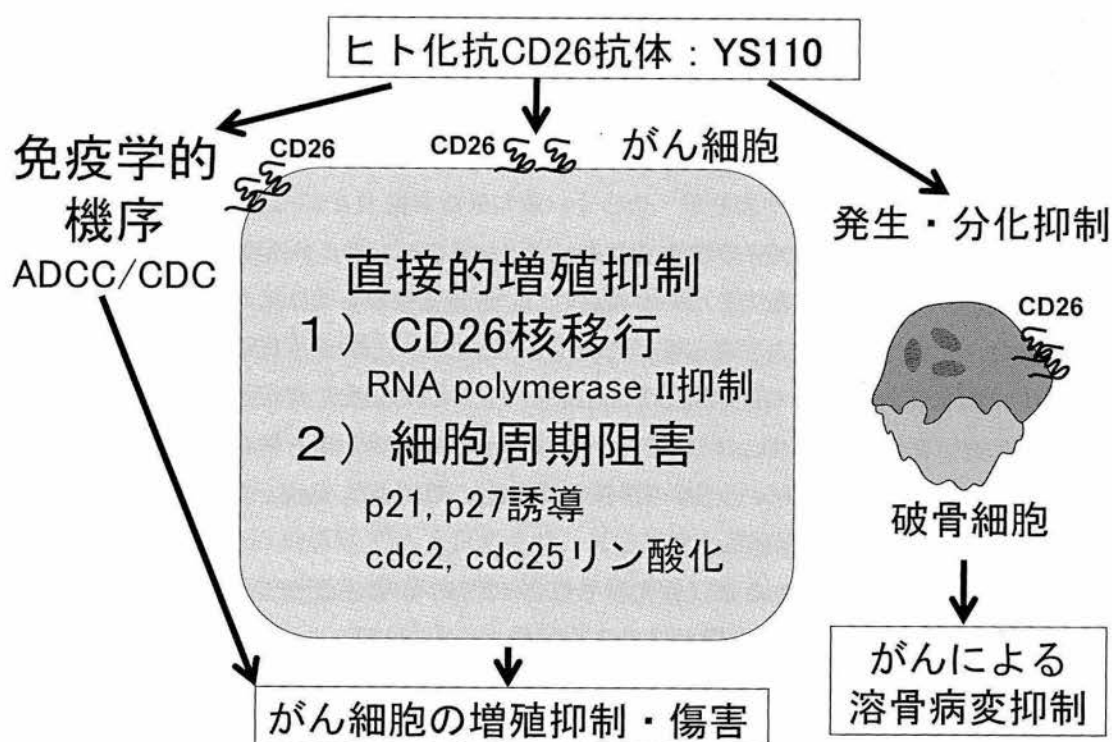 ヒト化抗CD26抗体：YS110
免疫学的
機序
ADCC/CDC
CD26
CD26
がん細胞
直接的増殖抑制
１）CD26核移行
RNA polymerase II抑制
２）細胞周期阻害
p21, p27誘導
cdc2, cdc25リン酸化
発生・分化抑制
CD26
破骨細胞
がんによる
溶骨病変抑制
がん細胞の増殖抑制・傷害